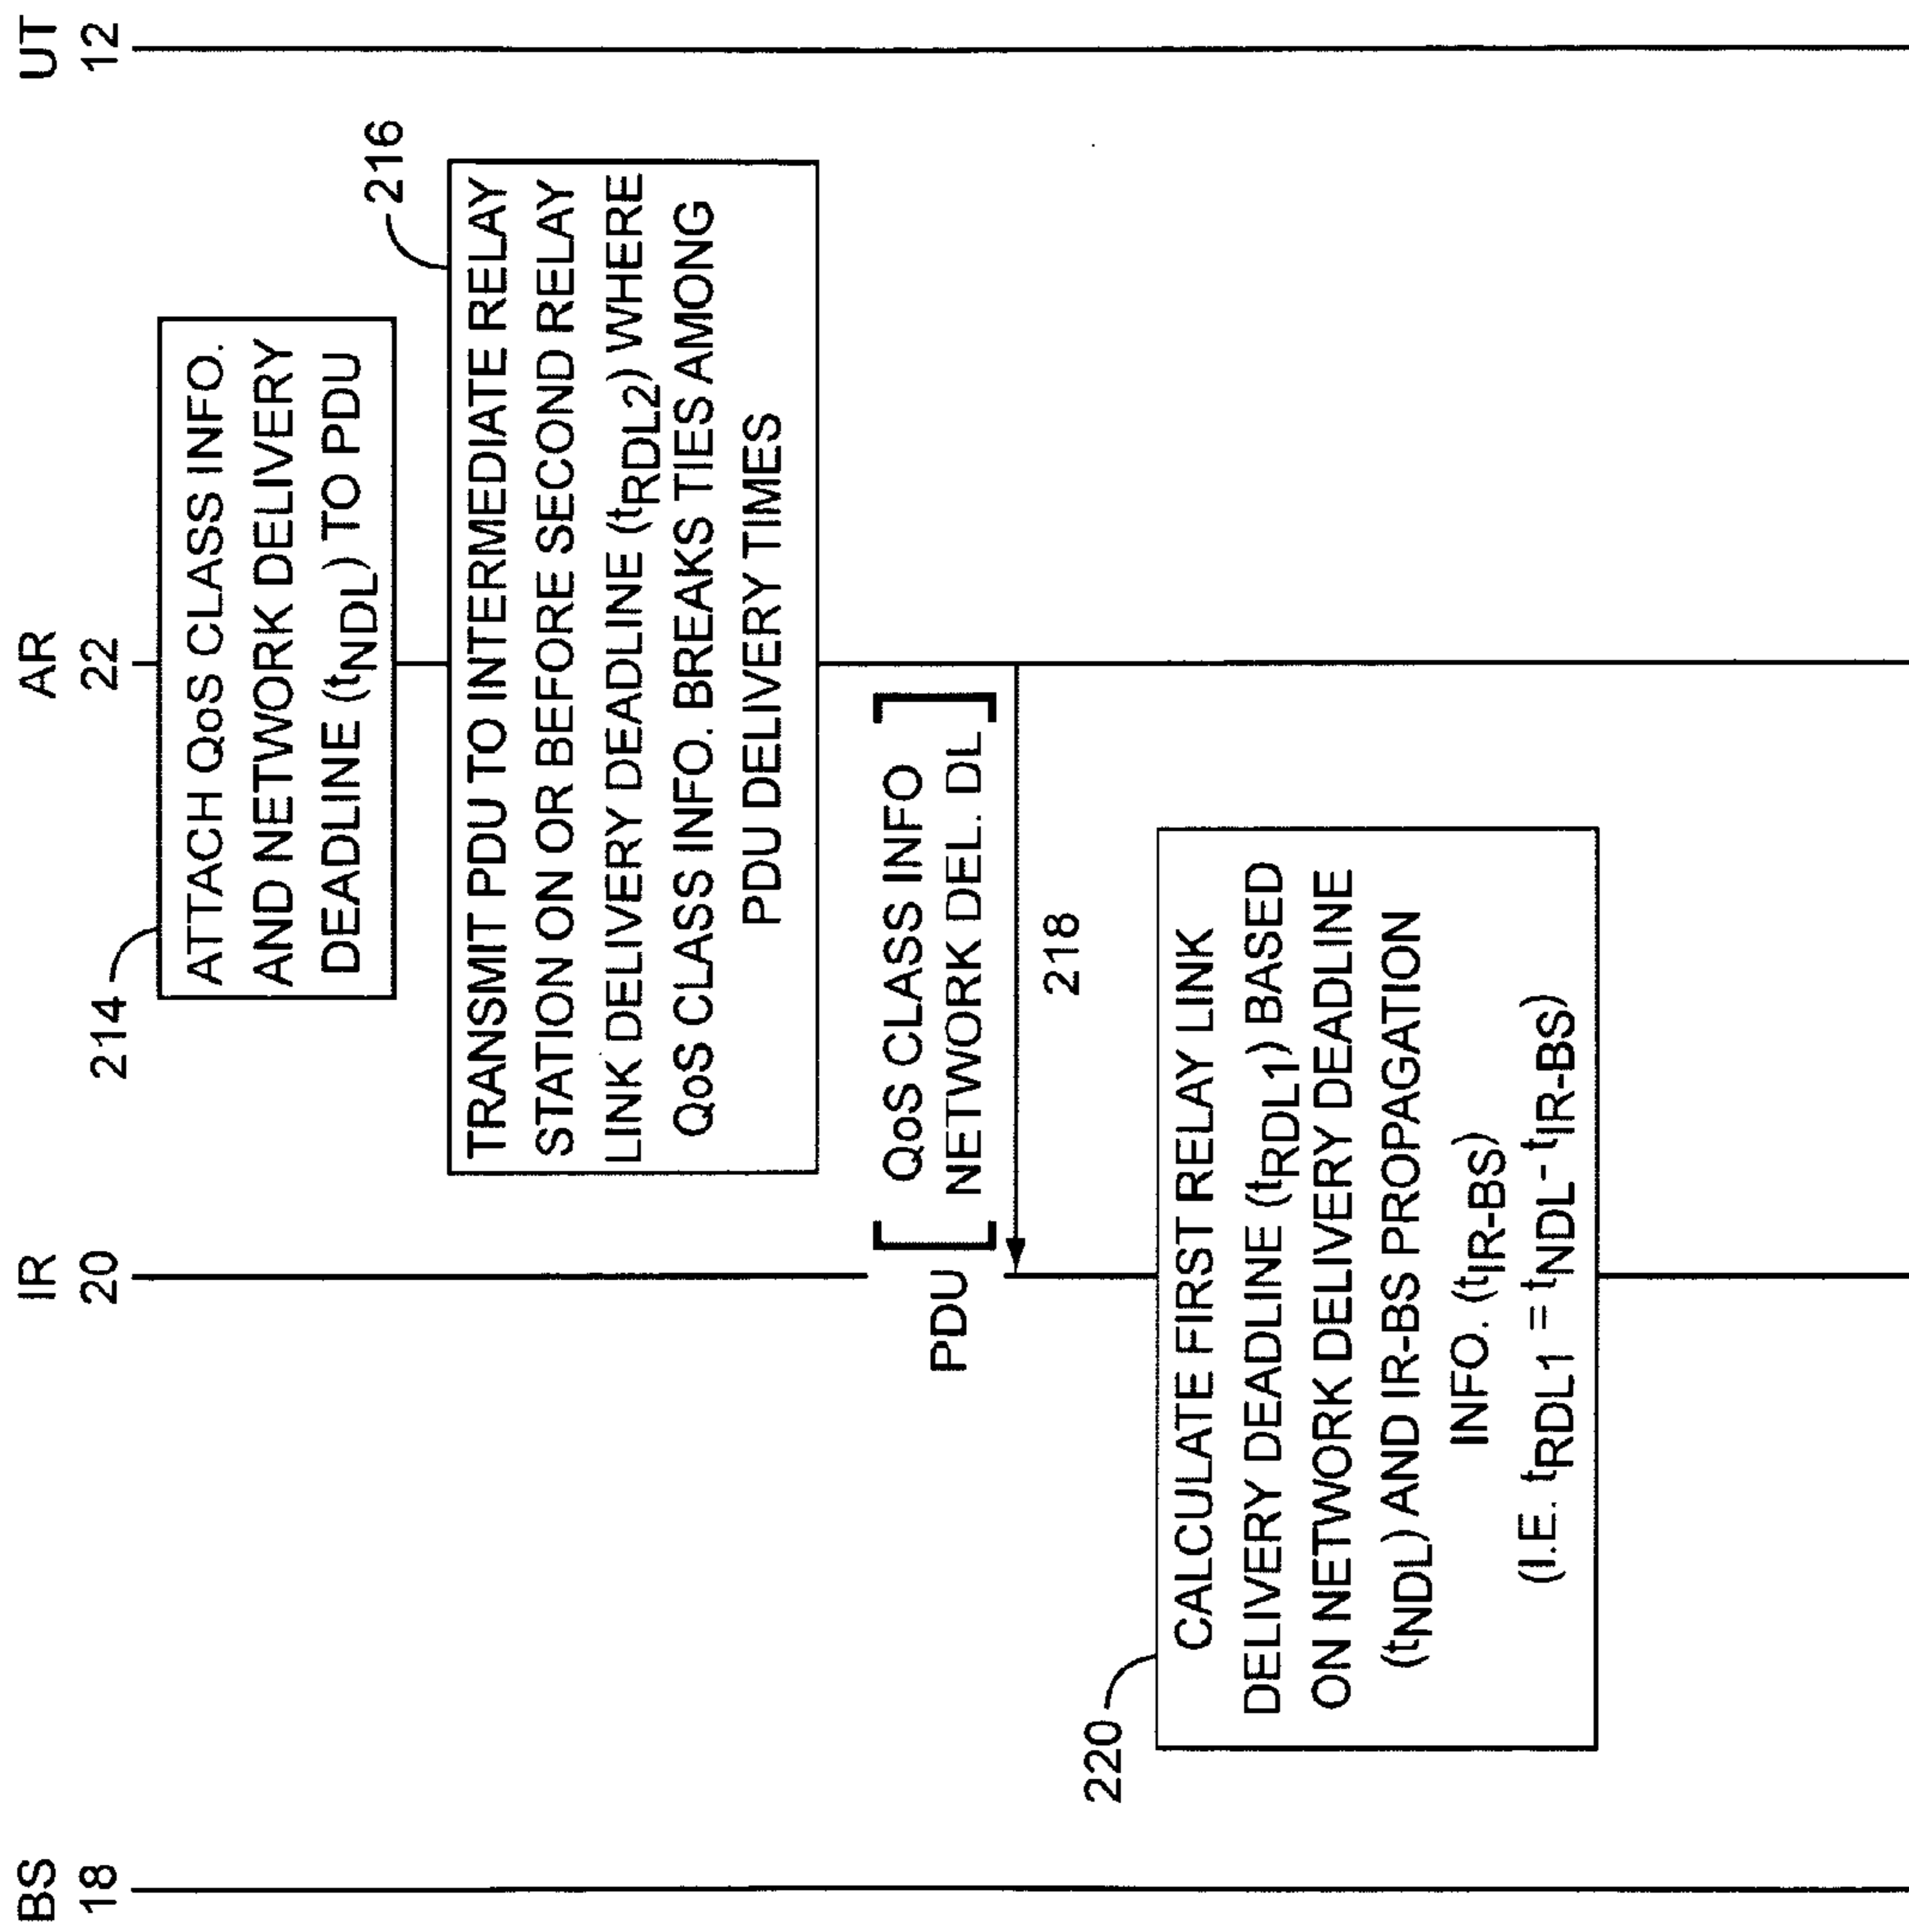 BS
18
IR
20
AR
22
UT
12
214
ATTACH QoS CLASS INFO.
AND NETWORK DELIVERY
DEADLINE (tNDL) TO PDU
216
TRANSMIT PDU TO INTERMEDIATE RELAY
STATION ON OR BEFORE SECOND RELAY
LINK DELIVERY DEADLINE (tRDL2) WHERE
QoS CLASS INFO. BREAKS TIES AMONG
PDU DELIVERY TIMES
PDU
[QoS CLASS INFO
NETWORK DEL. DL]
218
220
CALCULATE FIRST RELAY LINK
DELIVERY DEADLINE (tRDL1) BASED
ON NETWORK DELIVERY DEADLINE
(tNDL) AND IR-BS PROPAGATION
INFO. (tIR-BS)
(I.E. tRDL1 = tNDL - tIR-BS)